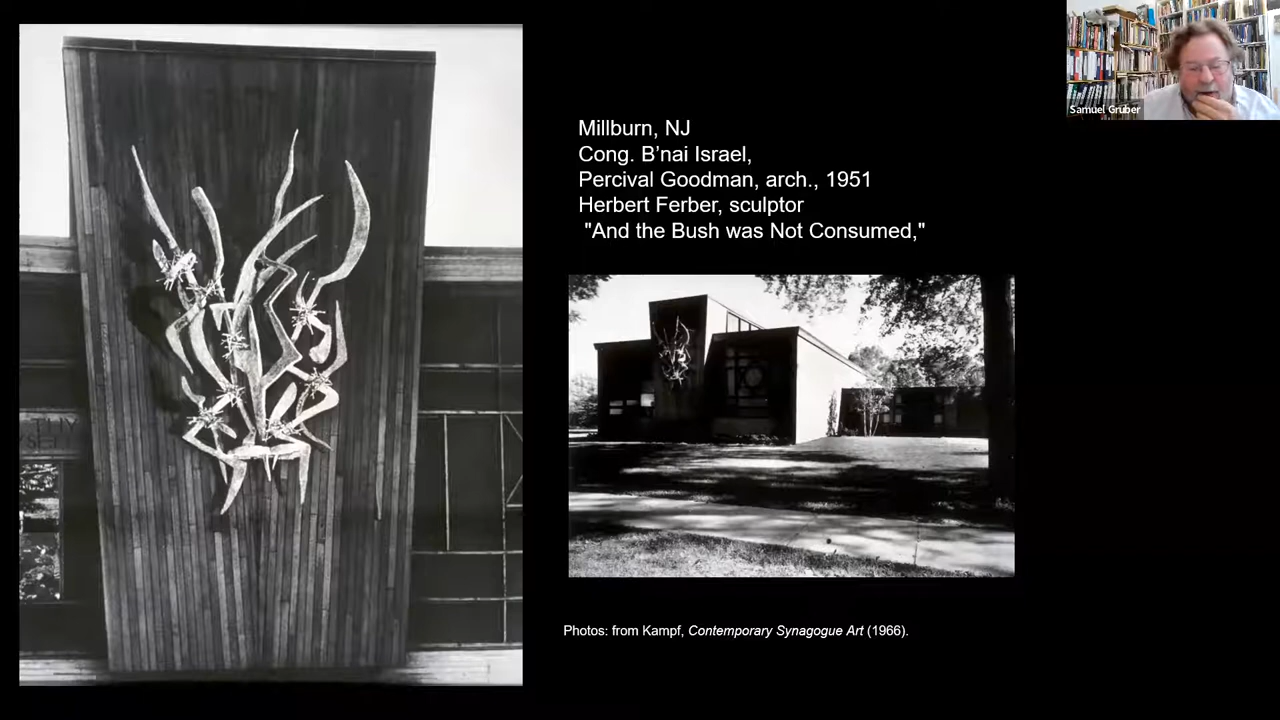 Millburn, NJ
Cong. B'nai Israel,
Percival Goodman, arch., 1951
Herbert Ferber, sculptor
"And the Bush was Not Consumed,"
Photos: from Kampf, Contemporary Synagogue Art (1966).
Samuel Gruber